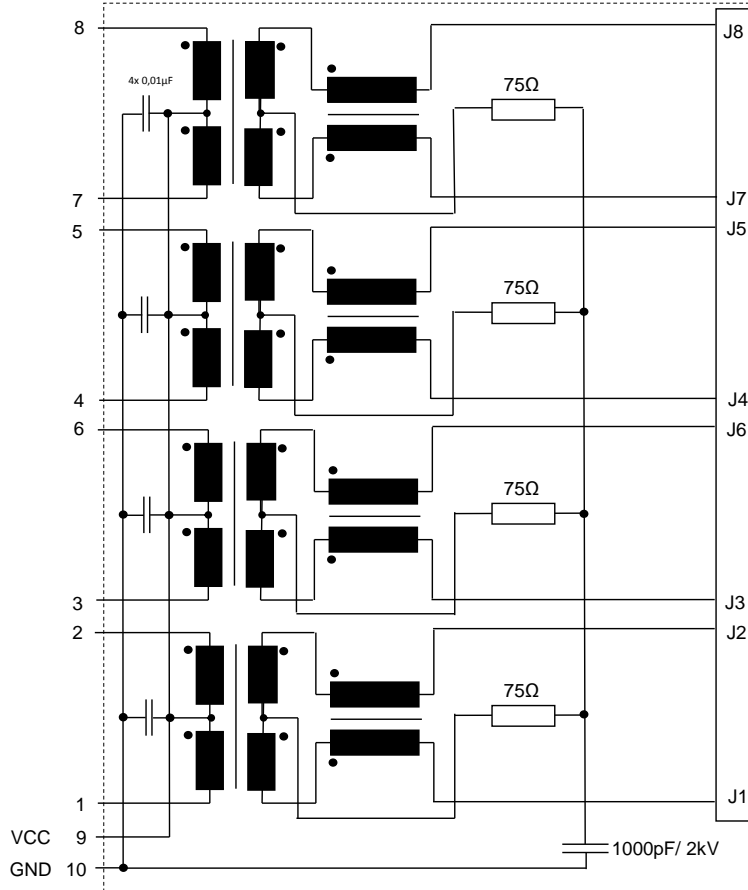 8
J8
4x 0,01µF
75Ω
7
J7
5
J5
75Ω
4
J4
6
J6
75Ω
3
J3
2
J2
75Ω
1
J1
VCC 9
1000pF/ 2kV
GND 10